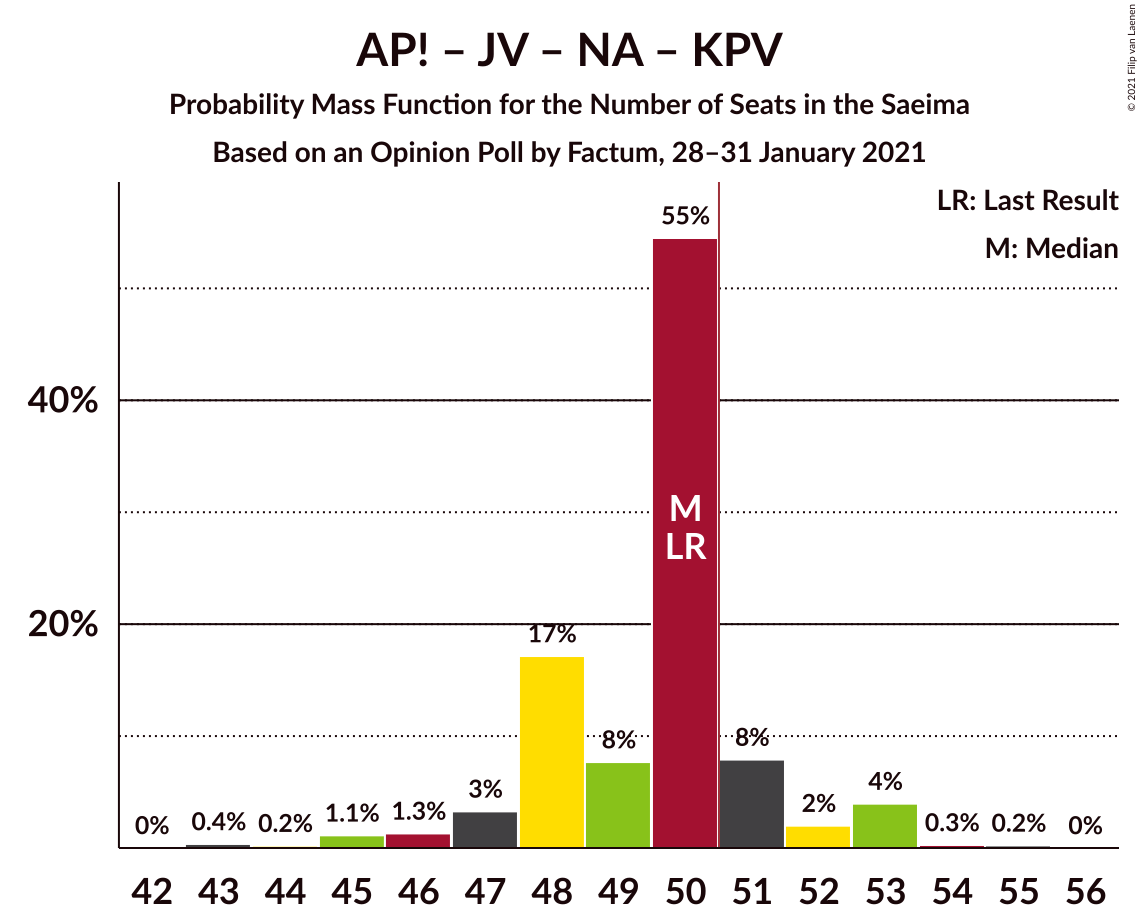 AP! – JV – NA – KPV
Probability Mass Function for the Number of Seats in the Saeima
Based on an Opinion Poll by Factum, 28–31 January 2021
© 2021 Filip van Laenen
LR: Last Result
M: Median
55%
40%
M
LR
20%
17%
8%
8%
3%
4%
0%
0.4%
0.2%
1.1%
1.3%
2%
0.3%
0.2%
0%
42 43 44 45 46 47 48 49 50 51 52 53 54 55 56